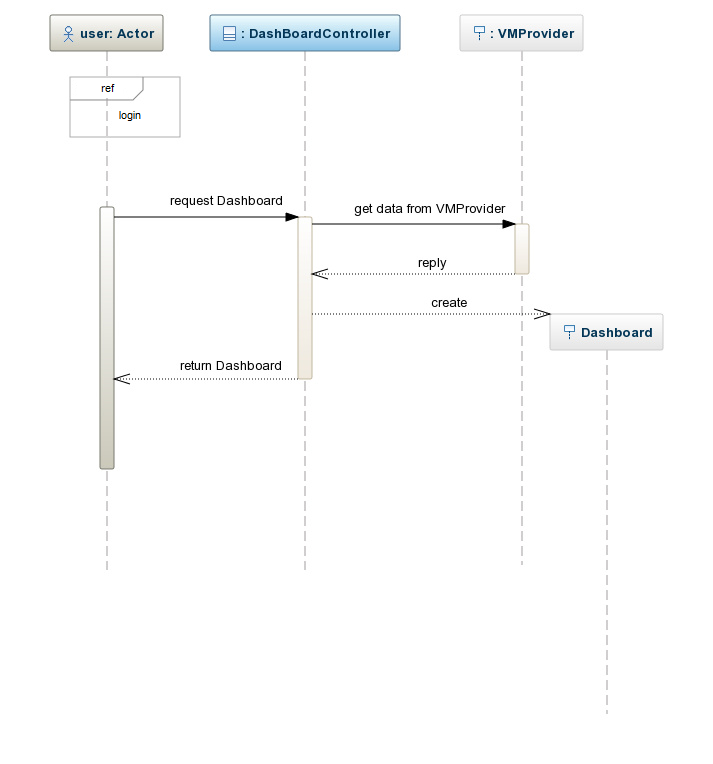 user: Actor
: DashBoardController
: VMProvider
ref
login
request Dashboard
get data from VMProvider
reply
create
Dashboard
return Dashboard